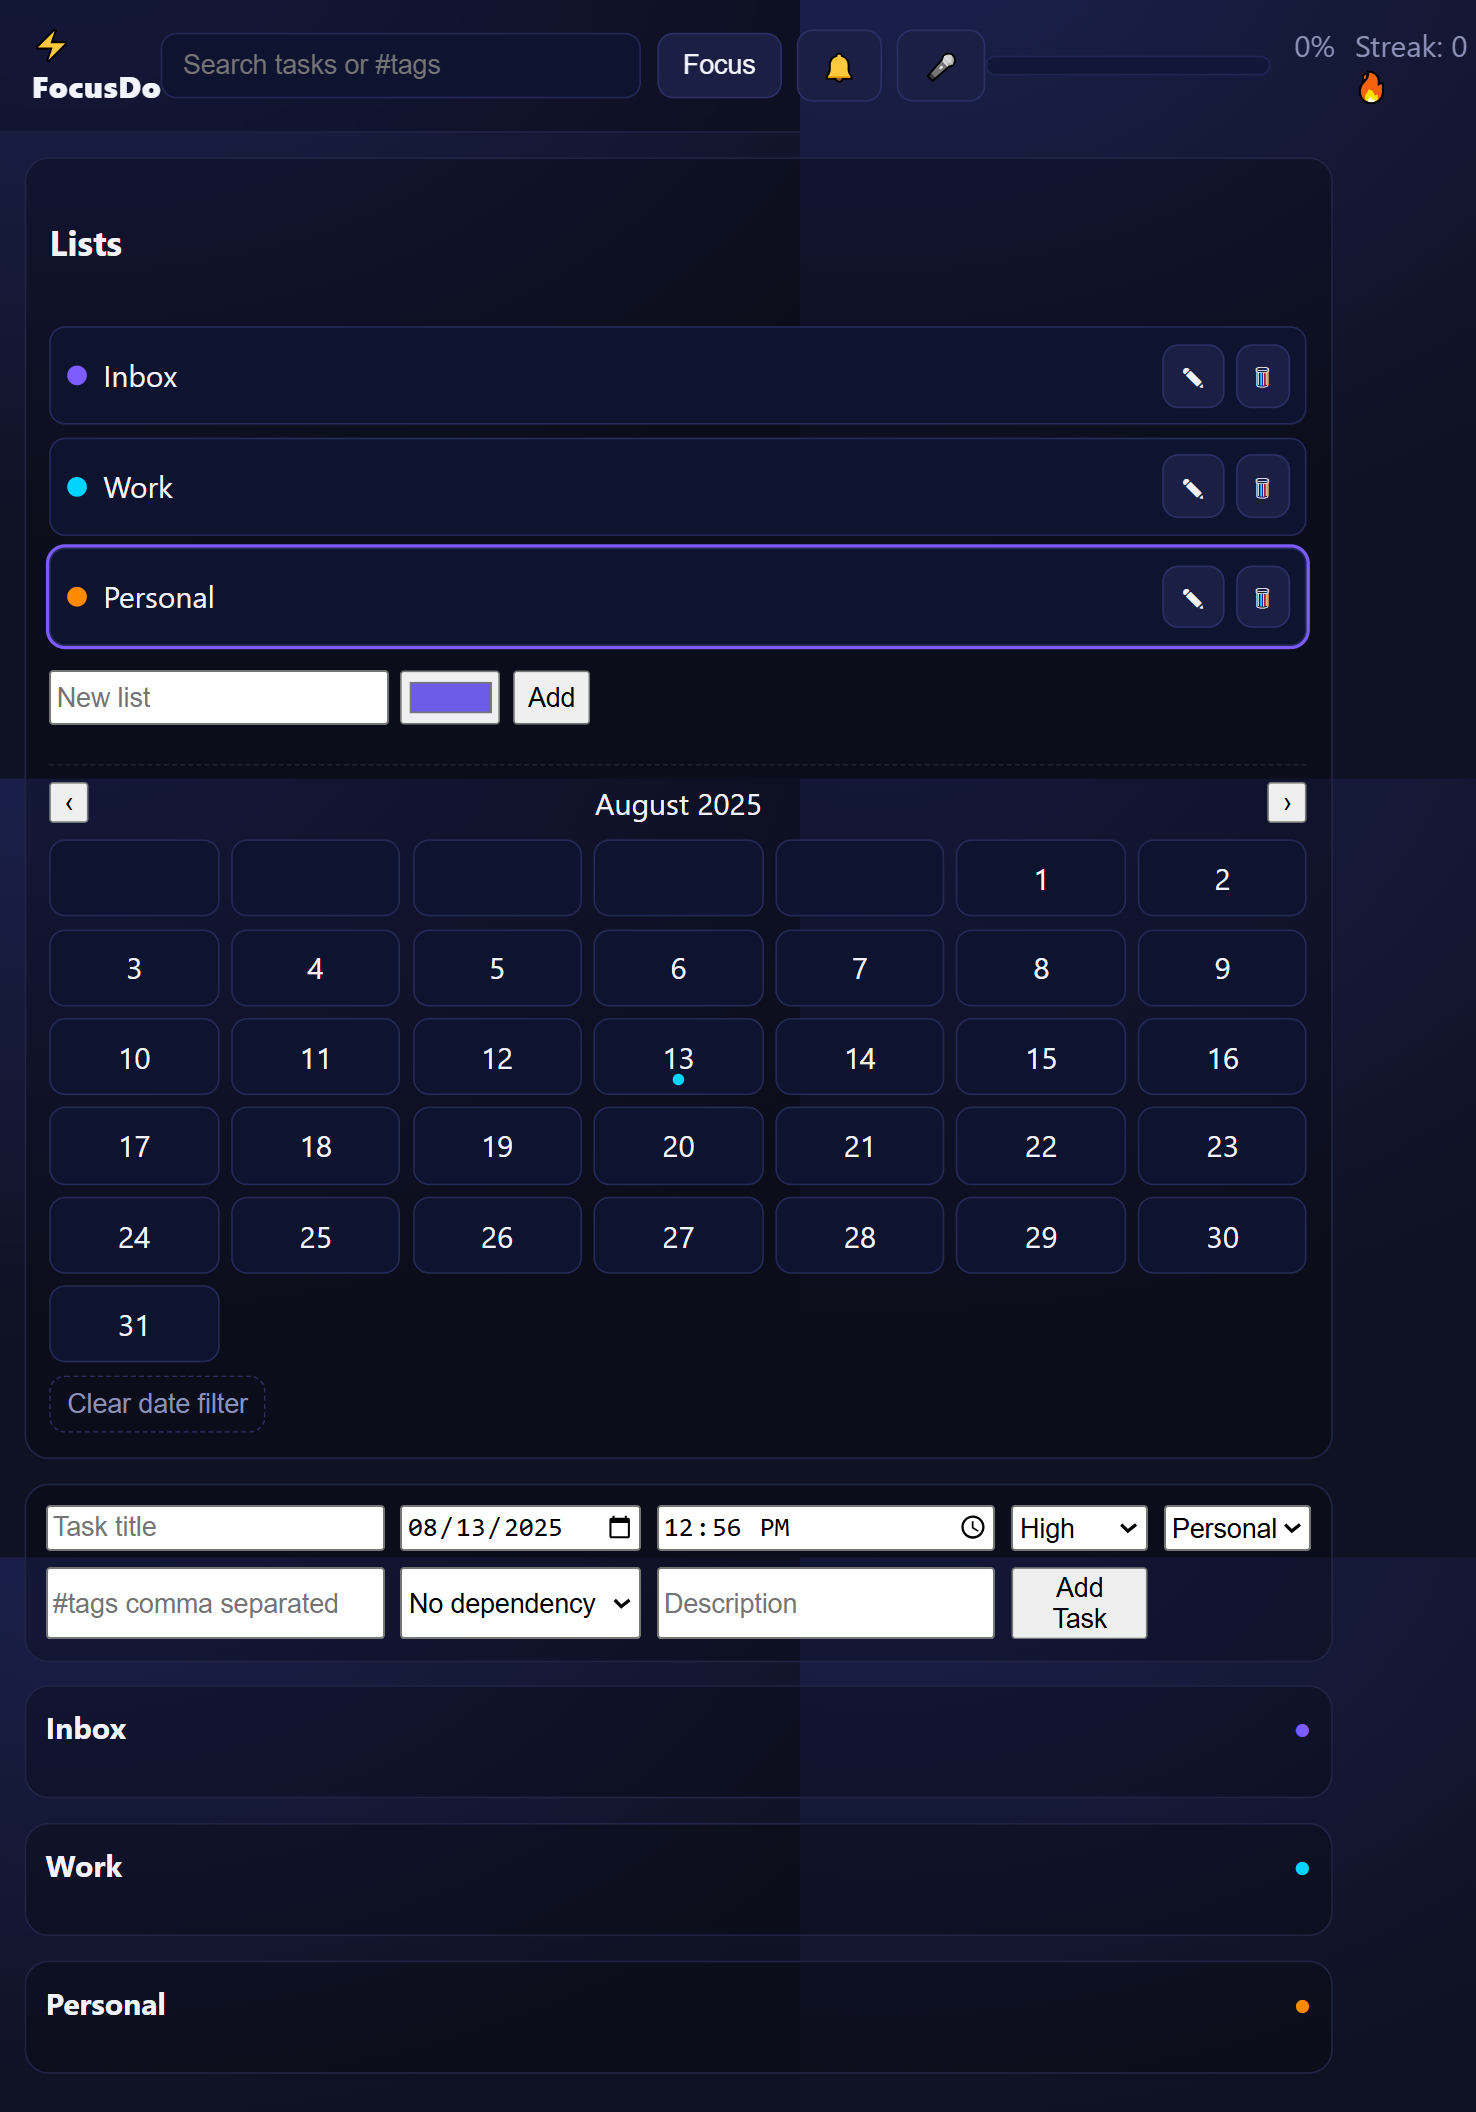 ⚡
FocusDo
Search tasks or #tags
Focus
🔔
🎤
0%
Streak: 0
🔥
Lists
Inbox
Work
Personal
New list
Add
‹
August 2025
›
1 2
3 4 5 6 7 8 9
10 11 12 13 14 15 16
17 18 19 20 21 22 23
24 25 26 27 28 29 30
31
Clear date filter
Task title 08/13/2025 12:56 PM High Personal
#tags comma separated No dependency Description Add Task
Inbox
Work
Personal